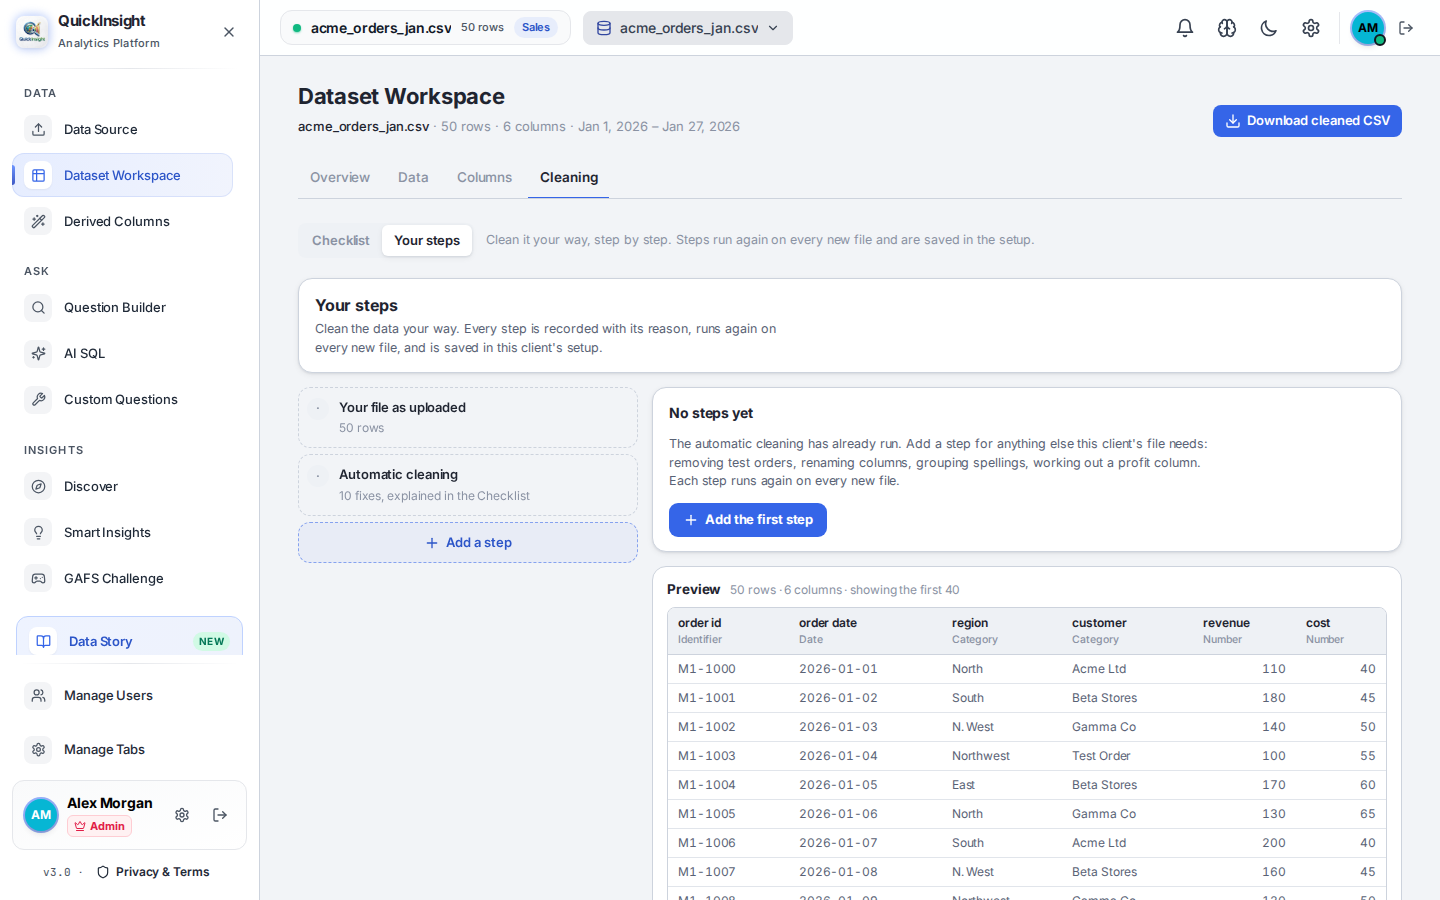 QuickInsight
Analytics Platform
DATA
Data Source
Dataset Workspace
Derived Columns
ASK
Question Builder
AI SQL
Custom Questions
INSIGHTS
Discover
Smart Insights
GAFS Challenge
Data Story NEW
Manage Users
Manage Tabs
AM
Alex Morgan
Admin
v3.0 · Privacy & Terms
acme_orders_jan.csv 50 rows Sales
acme_orders_jan.csv
AM
Dataset Workspace
acme_orders_jan.csv · 50 rows · 6 columns · Jan 1, 2026 – Jan 27, 2026
Download cleaned CSV
Overview Data Columns Cleaning
Checklist Your steps Clean it your way, step by step. Steps run again on every new file and are saved in the setup.
Your steps
Clean the data your way. Every step is recorded with its reason, runs again on
every new file, and is saved in this client's setup.
· Your file as uploaded
50 rows
· Automatic cleaning
10 fixes, explained in the Checklist
+ Add a step
No steps yet
The automatic cleaning has already run. Add a step for anything else this client's file needs:
removing test orders, renaming columns, grouping spellings, working out a profit column.
Each step runs again on every new file.
+ Add the first step
Preview 50 rows · 6 columns · showing the first 40
order id order date region customer revenue cost
Identifier Date Category Category Number Number
M1-1000 2026-01-01 North Acme Ltd 110 40
M1-1001 2026-01-02 South Beta Stores 180 45
M1-1002 2026-01-03 N. West Gamma Co 140 50
M1-1003 2026-01-04 Northwest Test Order 100 55
M1-1004 2026-01-05 East Beta Stores 170 60
M1-1005 2026-01-06 North Gamma Co 130 65
M1-1006 2026-01-07 South Acme Ltd 200 40
M1-1007 2026-01-08 N. West Beta Stores 160 45